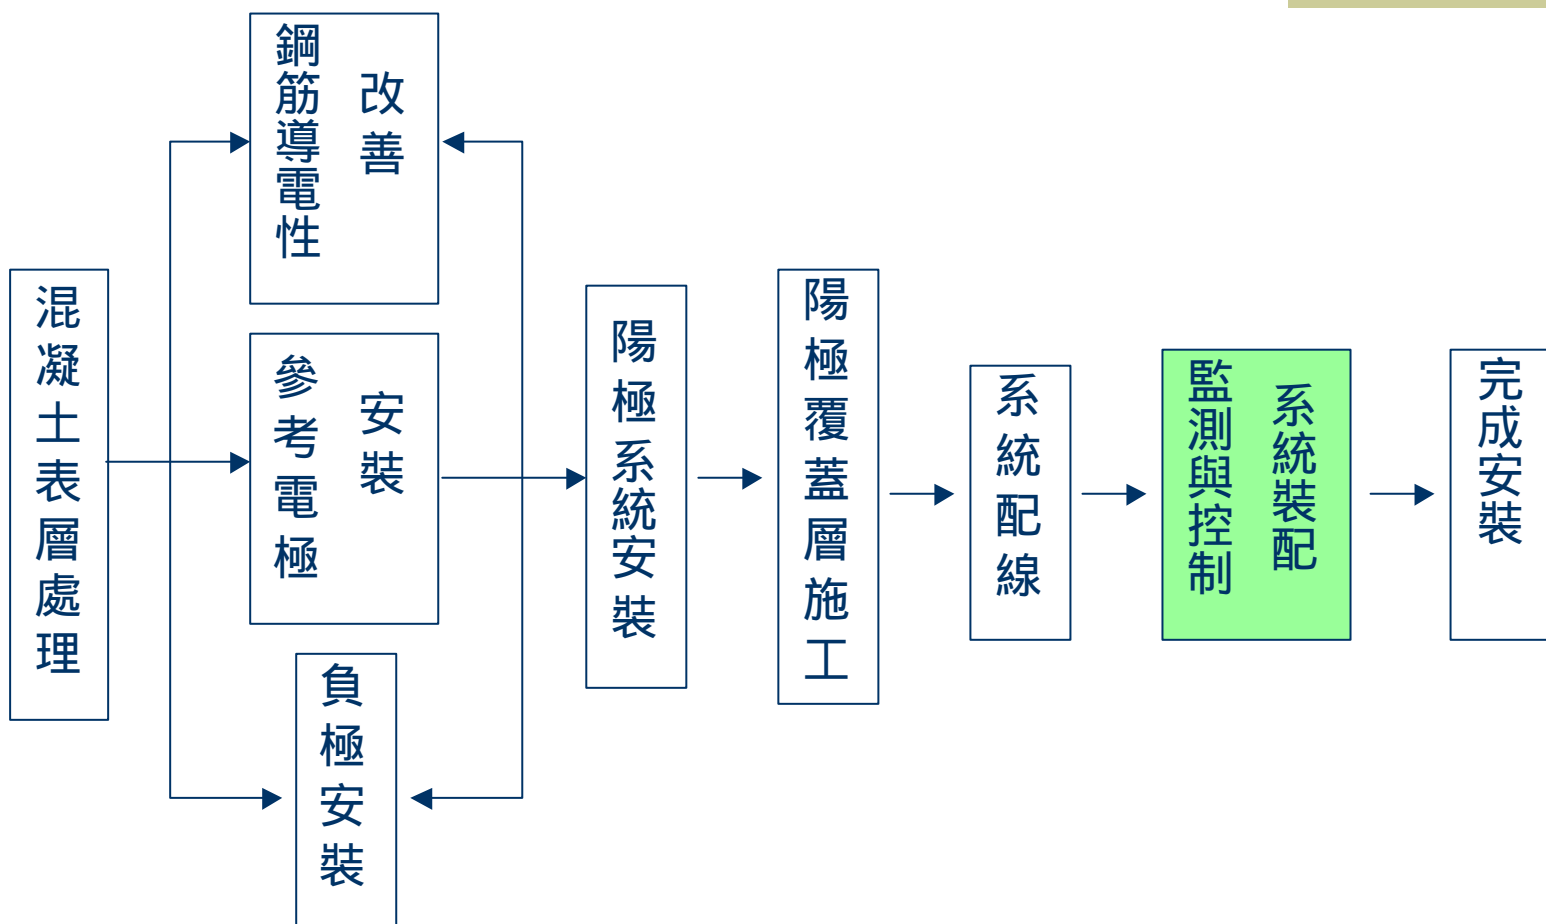 混凝土表層處理
鋼筋導電性
改善
參考電極
安裝
負極安裝
陽極系統安裝
陽極覆蓋層施工
系統配線
監測與控制
系統裝配
完成安裝